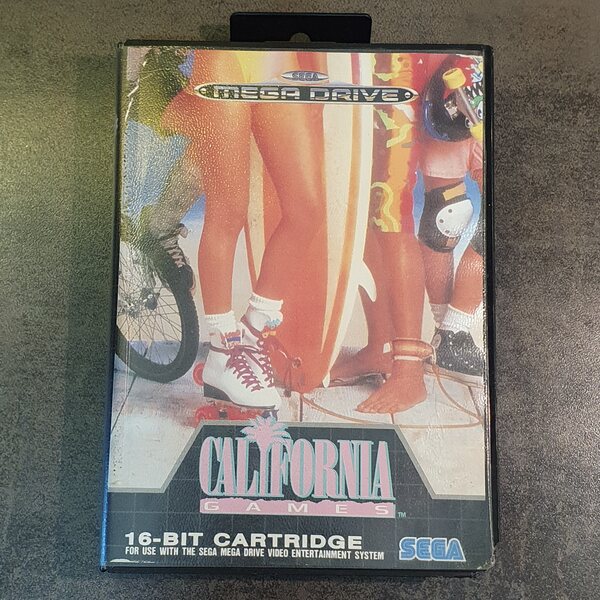 SEGA
MEGA DRIVE
CALIFORNIA
GAMES ™
16-BIT CARTRIDGE
FOR USE WITH THE SEGA MEGA DRIVE VIDEO ENTERTAINMENT SYSTEM
SEGA